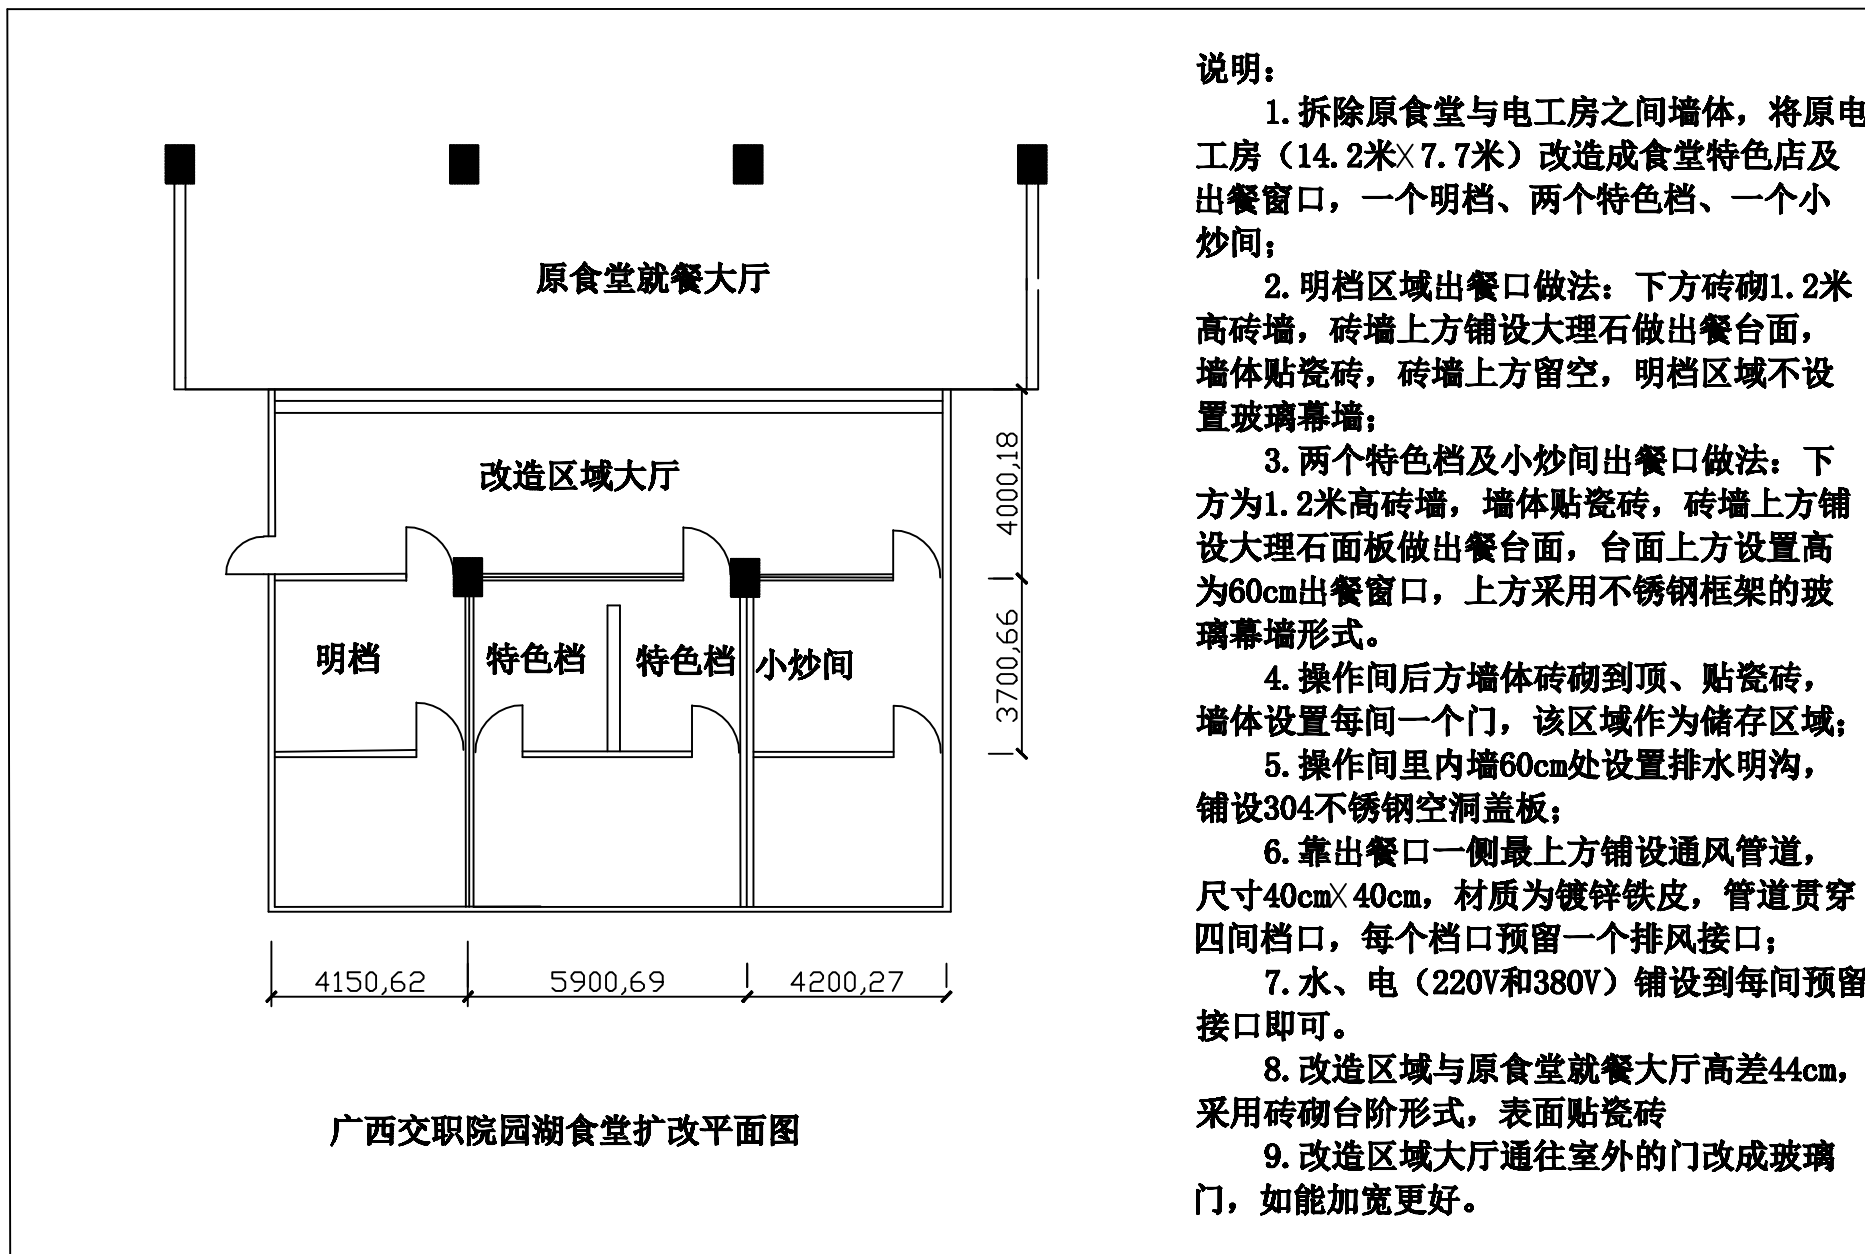 原食堂就餐大厅
改造区域大厅
4000,18
明档
特色档
特色档
小炒间
3700,66
4150,62
5900,69
4200,27
广西交职院园湖食堂扩改平面图
说明：
1.拆除原食堂与电工房之间墙体，将原电
工房（14.2米×7.7米）改造成食堂特色店及
出餐窗口，一个明档、两个特色档、一个小
炒间；
2.明档区域出餐口做法：下方砖砌1.2米
高砖墙，砖墙上方铺设大理石做出餐台面，
墙体贴瓷砖，砖墙上方留空，明档区域不设
置玻璃幕墙；
3.两个特色档及小炒间出餐口做法：下
方为1.2米高砖墙，墙体贴瓷砖，砖墙上方铺
设大理石面板做出餐台面，台面上方设置高
为60cm出餐窗口，上方采用不锈钢框架的玻
璃幕墙形式。
4.操作间后方墙体砖砌到顶、贴瓷砖，
墙体设置每间一个门，该区域作为储存区域；
5.操作间里内墙60cm处设置排水明沟，
铺设304不锈钢空洞盖板；
6.靠出餐口一侧最上方铺设通风管道，
尺寸40cm×40cm，材质为镀锌铁皮，管道贯穿
四间档口，每个档口预留一个排风接口；
7.水、电（220V和380V）铺设到每间预留
接口即可。
8.改造区域与原食堂就餐大厅高差44cm，
采用砖砌台阶形式，表面贴瓷砖
9.改造区域大厅通往室外的门改成玻璃
门，如能加宽更好。